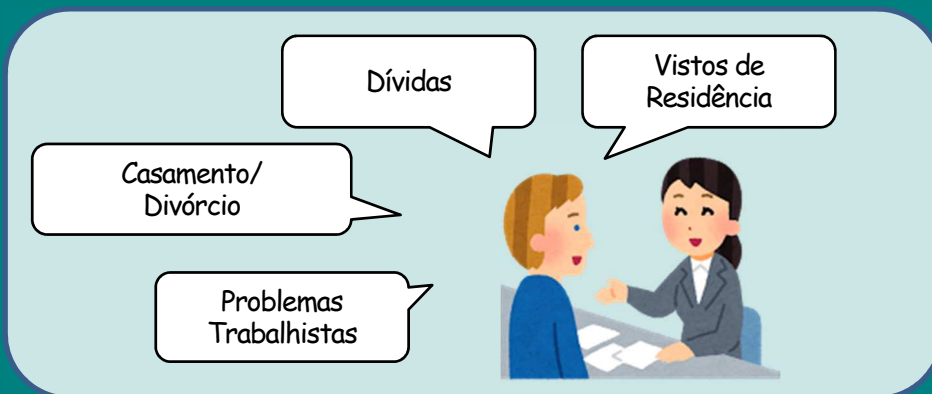 Dívidas
Vistos de
Residência
Casamento/
Divórcio
Problemas
Trabalhistas